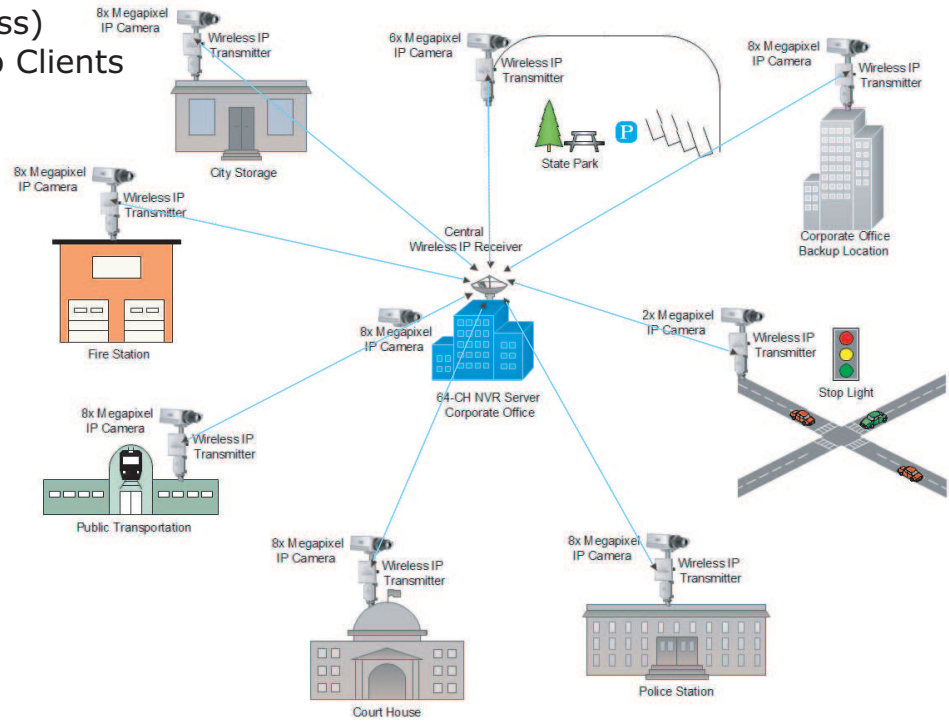 ss)
o Clients
8x Megapixel
IP Camera
Wireless IP
Transmitter
City Storage
6x Megapixel
IP Camera
Wireless IP
Transmitter
P
State Park
8x Megapixel
IP Camera
Wireless IP
Transmitter
Corporate Office
Backup Location
8x Megapixel
IP Camera
Wireless IP
Transmitter
Fire Station
Central
Wireless IP Receiver
8x Megapixel
IP Camera
64-CH NVR Server
Corporate Office
2x Megapixel
IP Camera
Wireless IP
Transmitter
Stop Light
8x Megapixel
IP Camera
Wireless IP
Transmitter
Public Transportation
8x Megapixel
IP Camera
Wireless IP
Transmitter
Court House
8x Megapixel
IP Camera
Wireless IP
Transmitter
Police Station